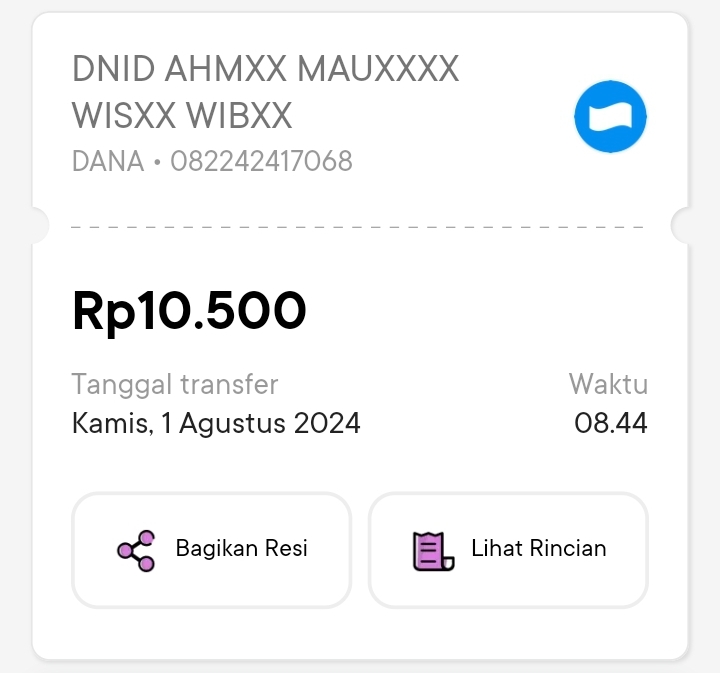 DNID AHMXX MAUXXXX
WISXX WIBXX
DANA • 082242417068
Rp10.500
Tanggal transfer Waktu
Kamis, 1 Agustus 2024 08.44
Bagikan Resi Lihat Rincian